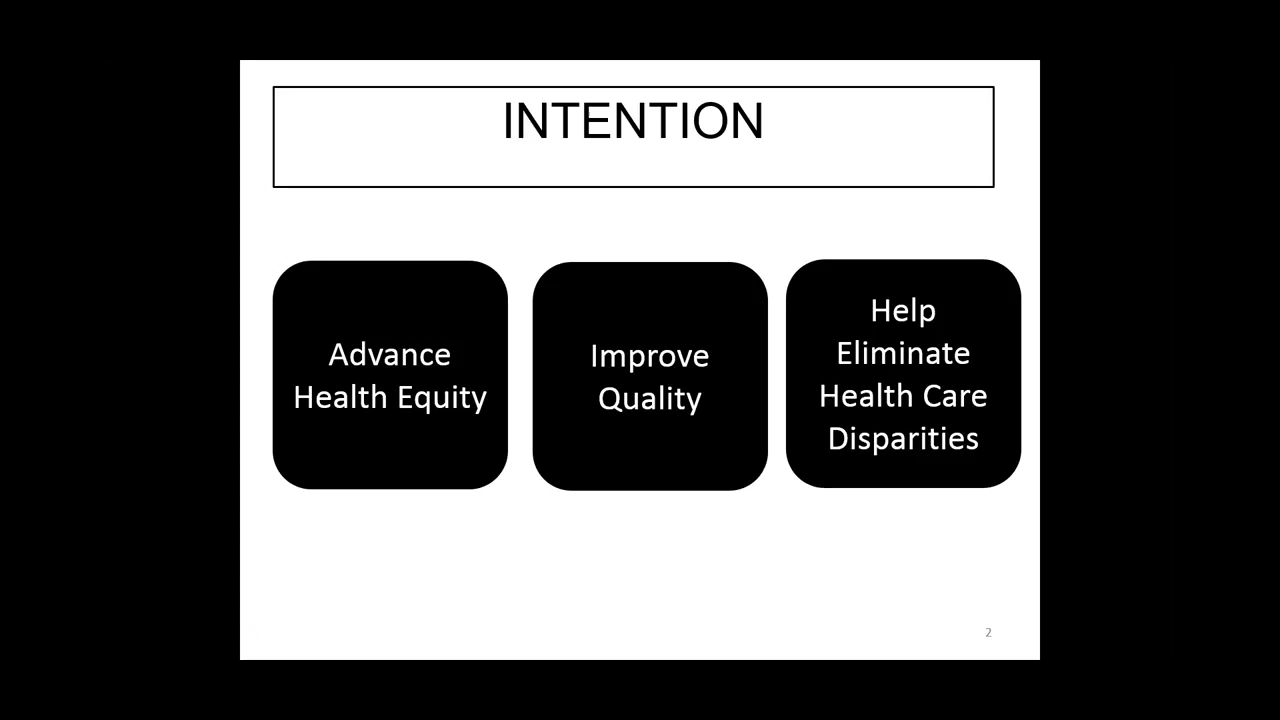 INTENTION
Advance
Health Equity
Improve
Quality
Help
Eliminate
Health Care
Disparities
2